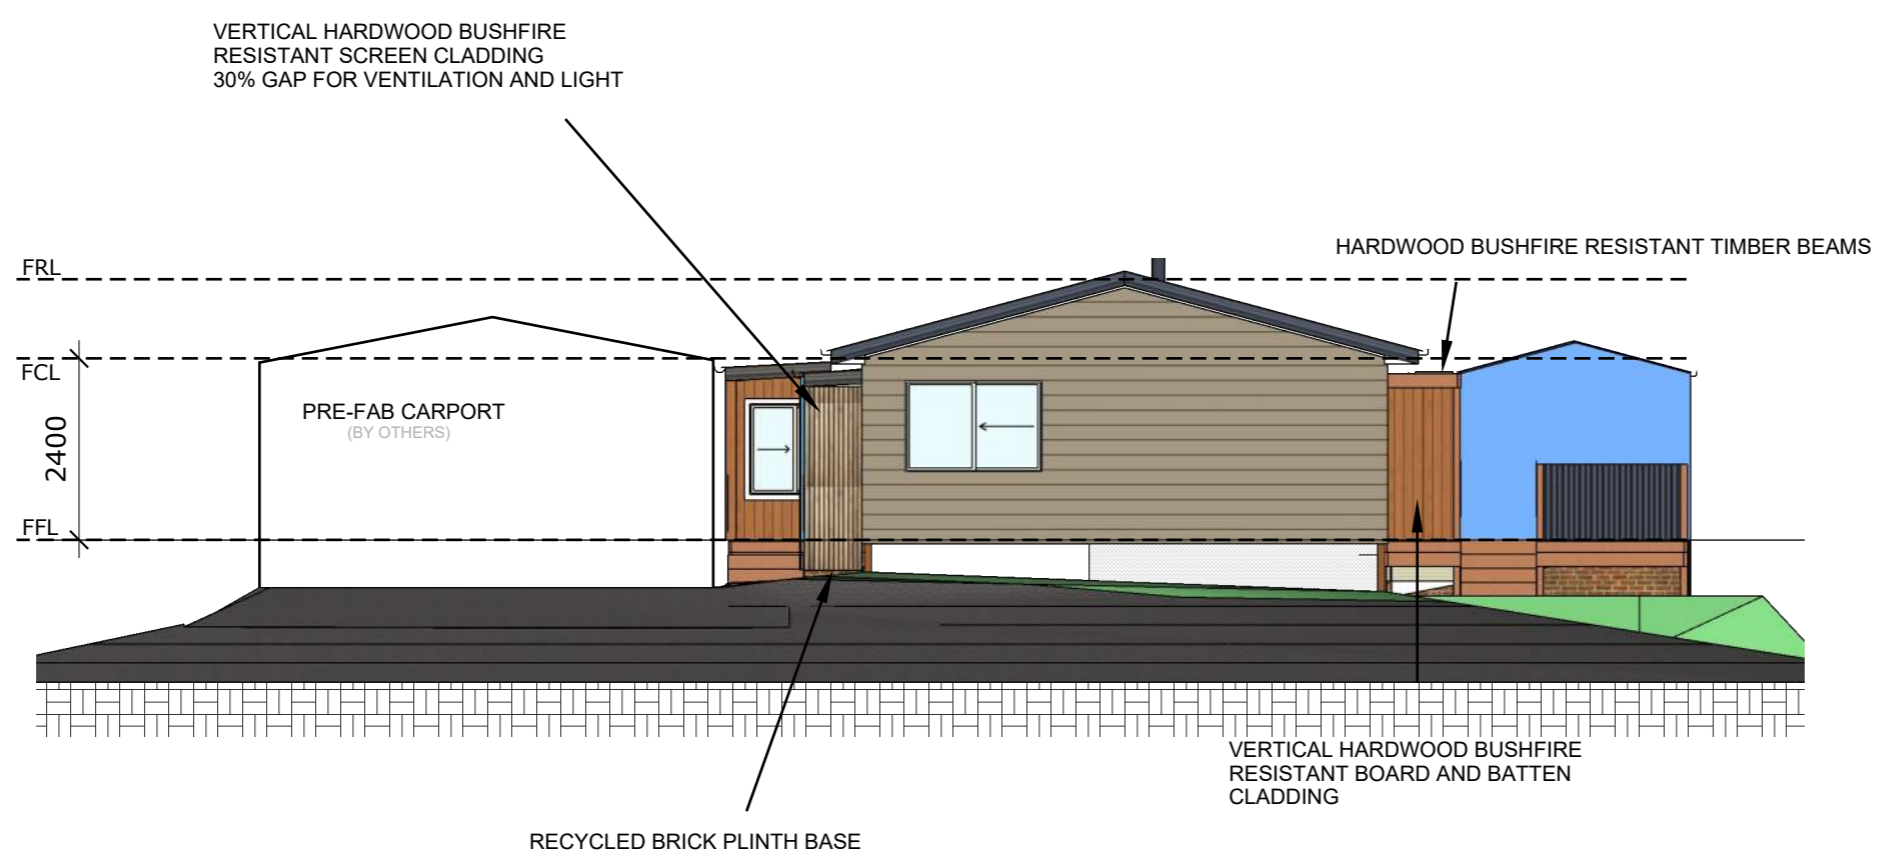 VERTICAL HARDWOOD BUSHFIRE
RESISTANT SCREEN CLADDING
30% GAP FOR VENTILATION AND LIGHT
HARDWOOD BUSHFIRE RESISTANT TIMBER BEAMS
FRL
FCL
2400
FFL
PRE-FAB CARPORT
(BY OTHERS)
VERTICAL HARDWOOD BUSHFIRE
RESISTANT BOARD AND BATTEN
CLADDING
RECYCLED BRICK PLINTH BASE